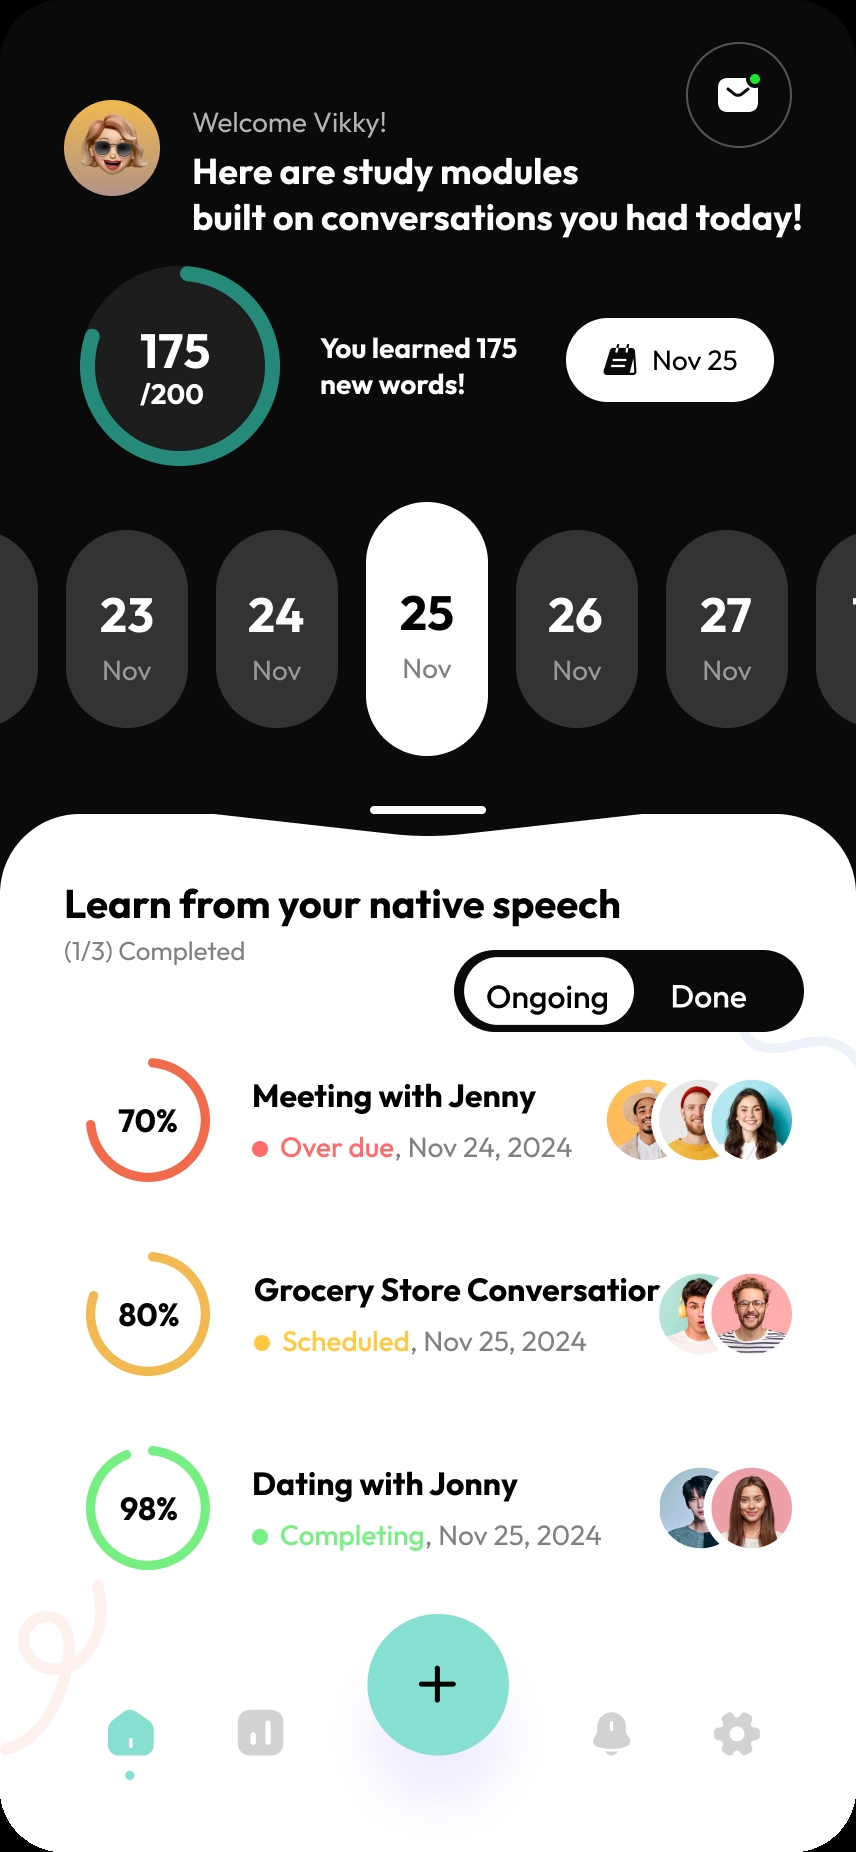 Welcome Vikky!
Here are study modules
built on conversations you had today!
175
/200
You learned 175
new words!
Nov 25
23
Nov
24
Nov
25
Nov
26
Nov
27
Nov
Learn from your native speech
(1/3) Completed
Ongoing
Done
70%
Meeting with Jenny
Over due, Nov 24, 2024
80%
Grocery Store Conversation
Scheduled, Nov 25, 2024
98%
Dating with Jonny
Completing, Nov 25, 2024